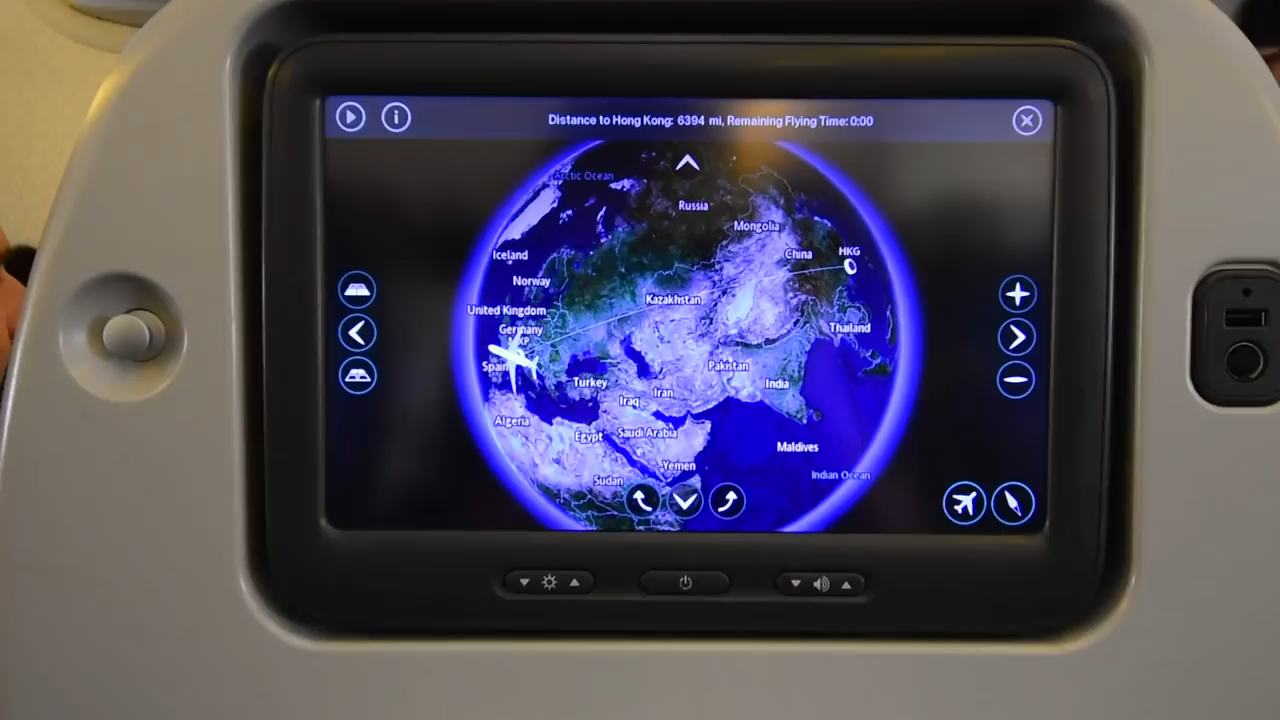 Distance to Hong Kong: 6394 mi, Remaining Flying Time: 0:00
Arctic Ocean
Russia
Mongolia
Iceland
China
HKG
Norway
Kazakhstan
United Kingdom
Germany
Thailand
Spain
Pakistan
Turkey
India
Iran
Iraq
Algeria
Egypt
Saudi Arabia
Maldives
Yemen
Indian Ocean
Sudan